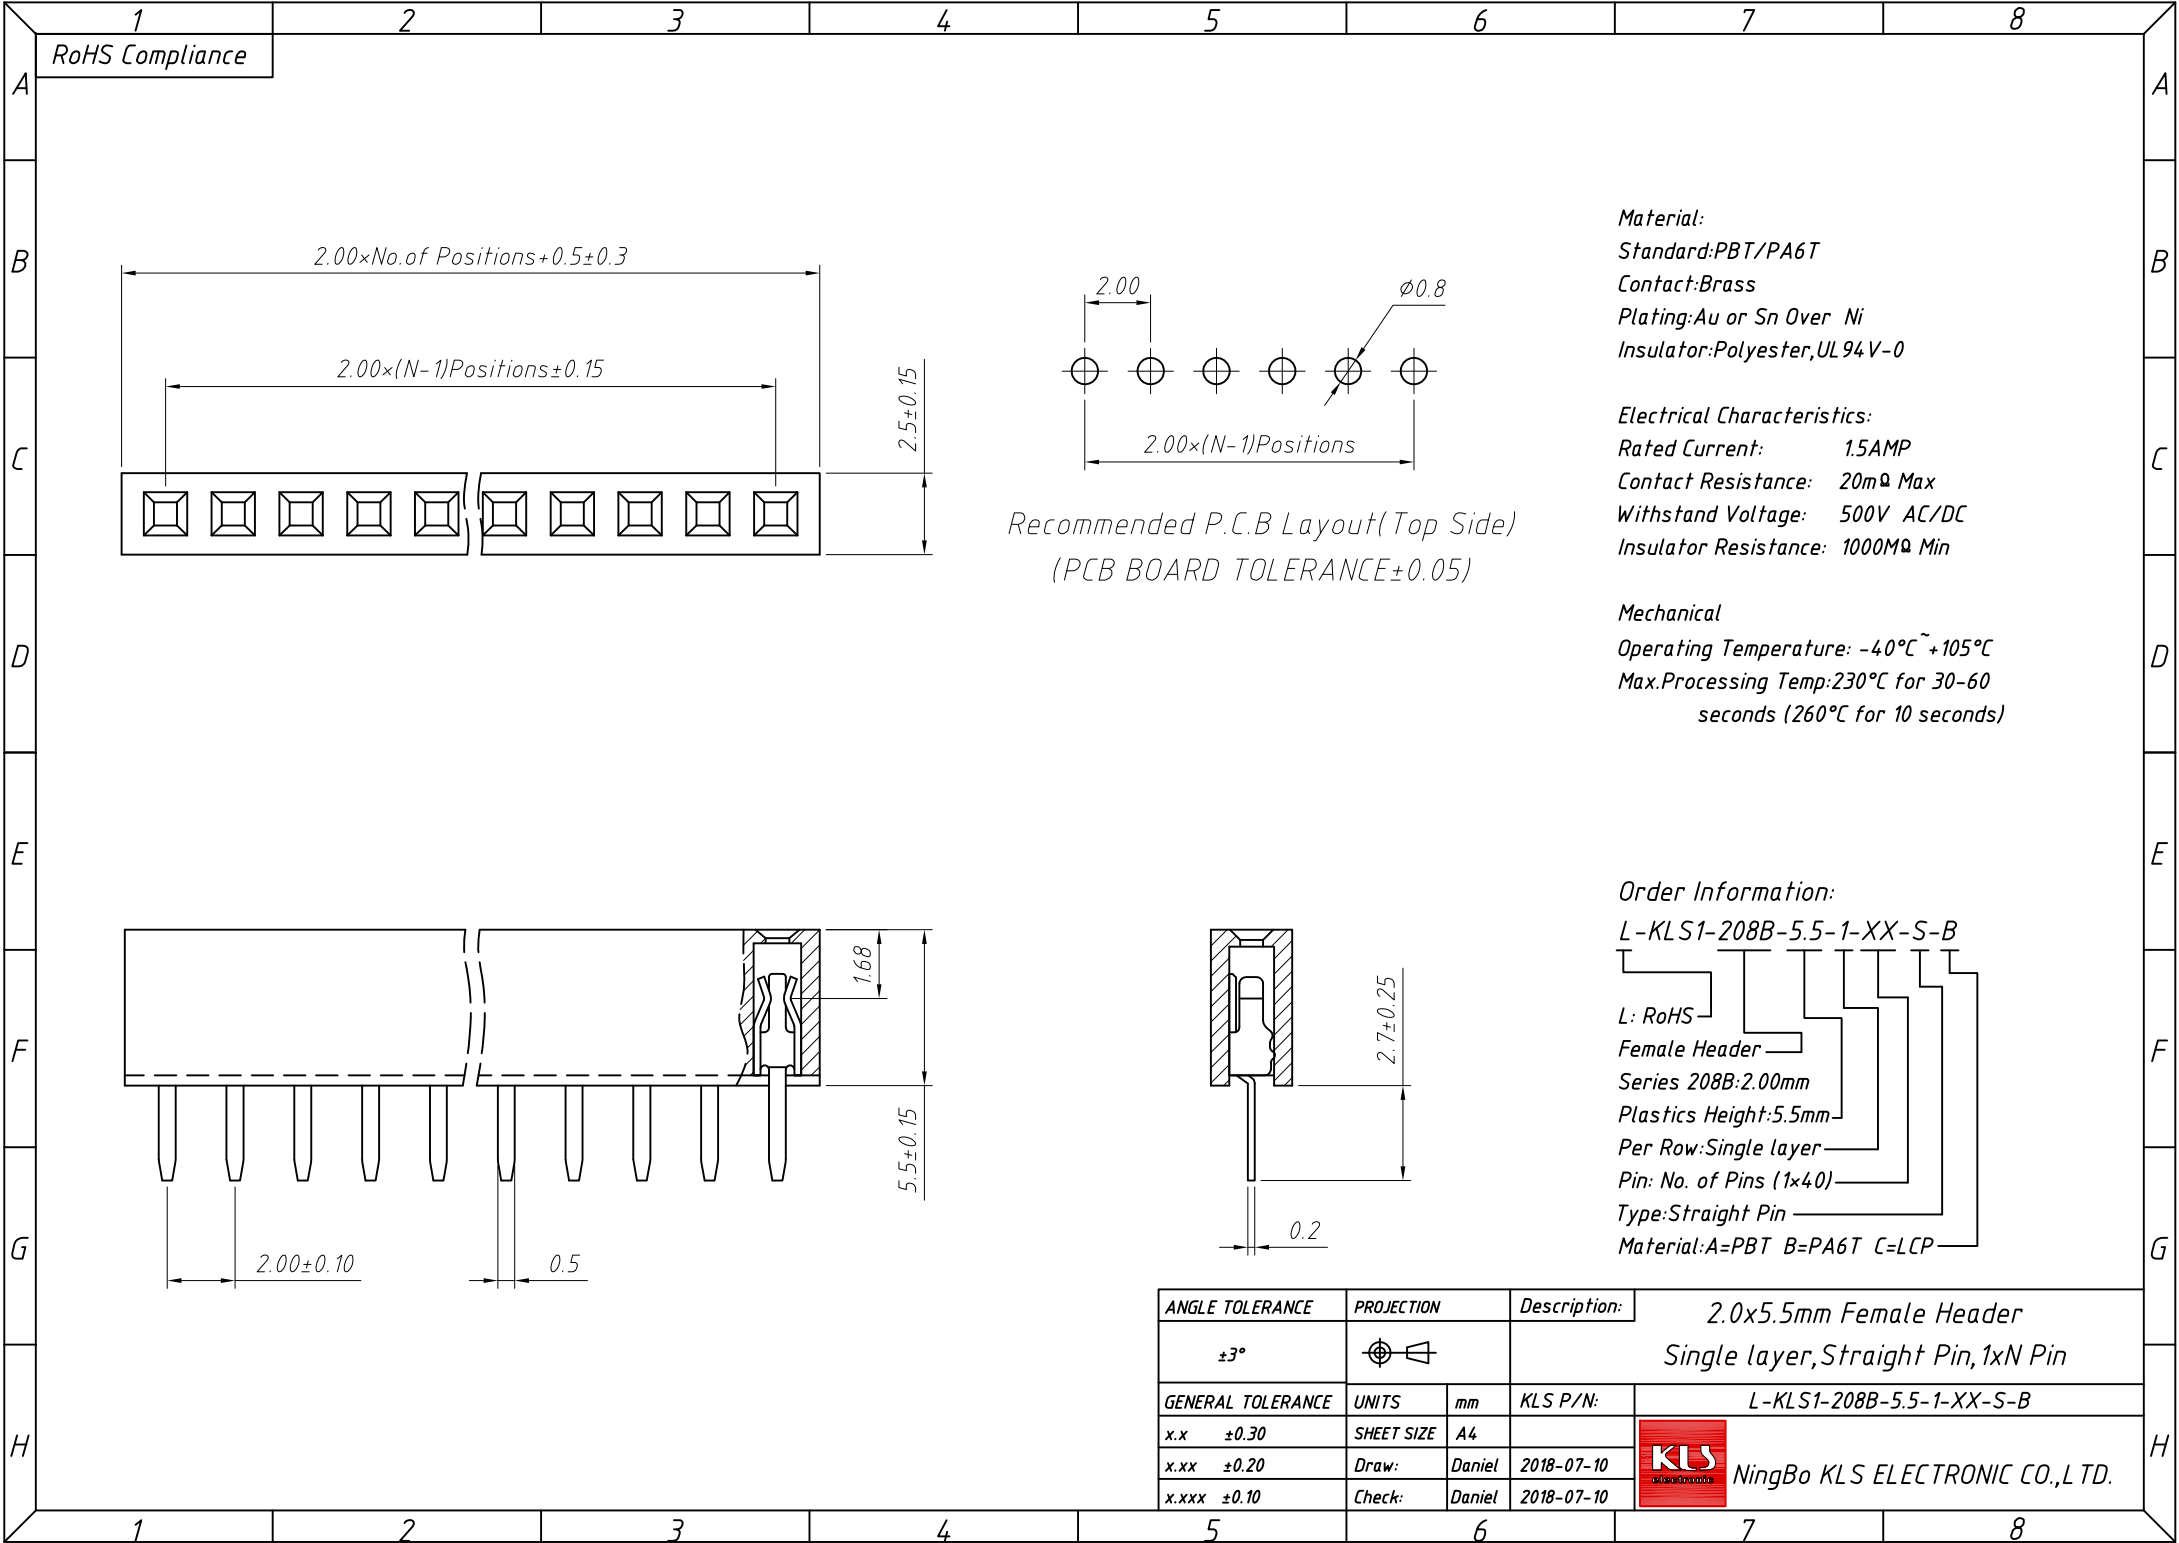 1 2 3 4 5 6 7 8
RoHS Compliance
A A
B B
C C
D D
E E
F F
G G
H H
2.00×No.of Positions+0.5±0.3
2.00×(N-1)Positions±0.15
2.5±0.15
2.00
Ø0.8
2.00×(N-1)Positions
Recommended P.C.B Layout(Top Side)
(PCB BOARD TOLERANCE±0.05)
Material:
Standard:PBT/PA6T
Contact:Brass
Plating:Au or Sn Over Ni
Insulator:Polyester,UL94V-0
Electrical Characteristics:
Rated Current: 1.5AMP
Contact Resistance: 20mΩ Max
Withstand Voltage: 500V AC/DC
Insulator Resistance: 1000MΩ Min
Mechanical
Operating Temperature: -40°C~+105°C
Max.Processing Temp:230°C for 30-60
seconds (260°C for 10 seconds)
1.68
5.5±0.15
2.00±0.10
0.5
2.7±0.25
0.2
Order Information:
L-KLS1-208B-5.5-1-XX-S-B
L: RoHS
Female Header
Series 208B:2.00mm
Plastics Height:5.5mm
Per Row:Single layer
Pin: No. of Pins (1×40)
Type:Straight Pin
Material:A=PBT B=PA6T C=LCP
ANGLE TOLERANCE PROJECTION Description: 2.0x5.5mm Female Header
±3° Single layer,Straight Pin,1xN Pin
GENERAL TOLERANCE UNITS mm KLS P/N: L-KLS1-208B-5.5-1-XX-S-B
x.x ±0.30 SHEET SIZE A4
x.xx ±0.20 Draw: Daniel 2018-07-10
x.xxx ±0.10 Check: Daniel 2018-07-10
KLS
electronic
NingBo KLS ELECTRONIC CO.,LTD.
1 2 3 4 5 6 7 8